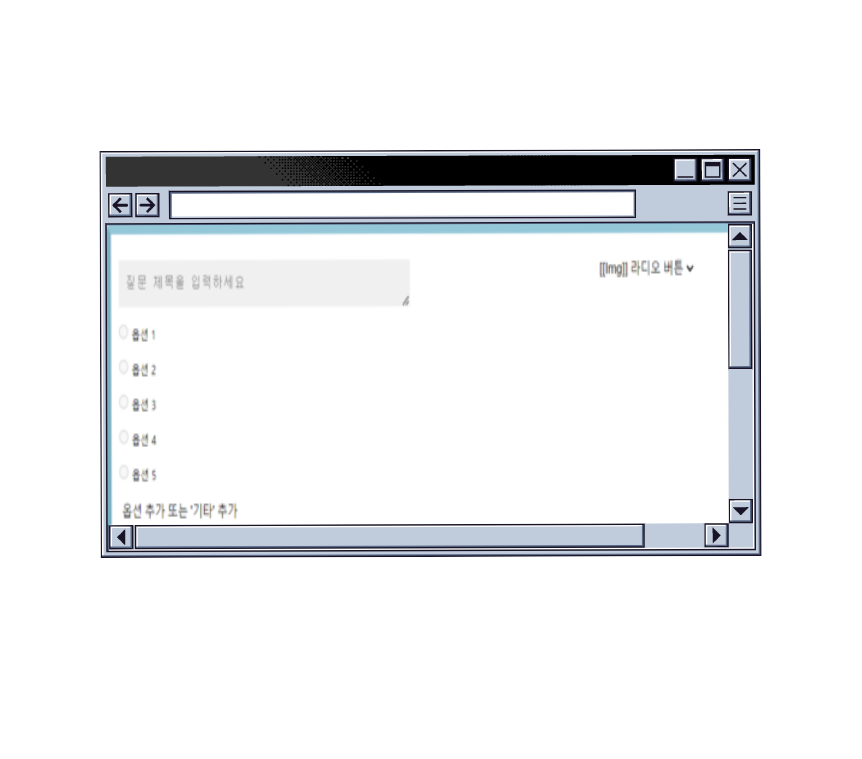 질문 제목을 입력하세요
[[Img]] 라디오 버튼
옵션 1
옵션 2
옵션 3
옵션 4
옵션 5
옵션 추가 또는 '기타' 추가